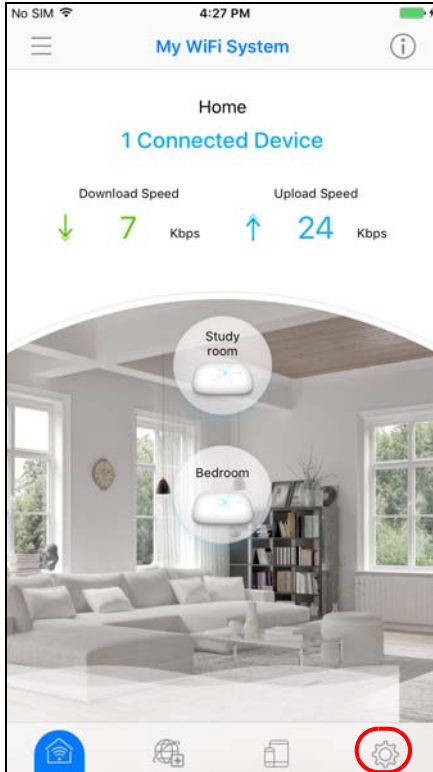 No SIM 4:27 PM
My WiFi System
Home
1 Connected Device
Download Speed Upload Speed
7 Kbps 24 Kbps
Study
room
Bedroom